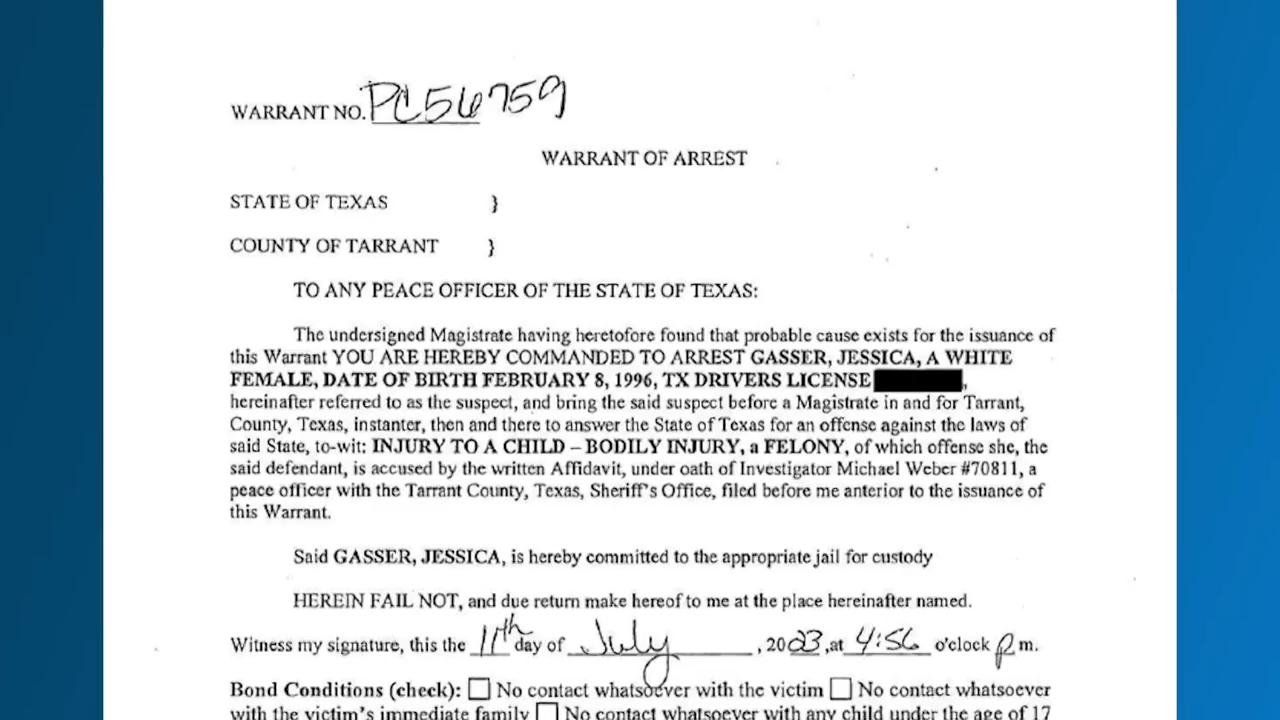 WARRANT NO. PC56759
WARRANT OF ARREST
STATE OF TEXAS }
COUNTY OF TARRANT }
TO ANY PEACE OFFICER OF THE STATE OF TEXAS:
The undersigned Magistrate having heretofore found that probable cause exists for the issuance of
this Warrant YOU ARE HEREBY COMMANDED TO ARREST GASSER, JESSICA, A WHITE
FEMALE, DATE OF BIRTH FEBRUARY 8, 1996, TX DRIVERS LICENSE ,
hereinafter referred to as the suspect, and bring the said suspect before a Magistrate in and for Tarrant,
County, Texas, instanter, then and there to answer the State of Texas for an offense against the laws of
said State, to-wit: INJURY TO A CHILD – BODILY INJURY, a FELONY, of which offense she, the
said defendant, is accused by the written Affidavit, under oath of Investigator Michael Weber #70811, a
peace officer with the Tarrant County, Texas, Sheriff's Office, filed before me anterior to the issuance of
this Warrant.
Said GASSER, JESSICA, is hereby committed to the appropriate jail for custody
HEREIN FAIL NOT, and due return make hereof to me at the place hereinafter named.
Witness my signature, this the 11th day of July, 2023, at 4:56 o'clock p.m.
Bond Conditions (check): ☐ No contact whatsoever with the victim ☐ No contact whatsoever
with the victim's immediate family ☐ No contact whatsoever with any child under the age of 17